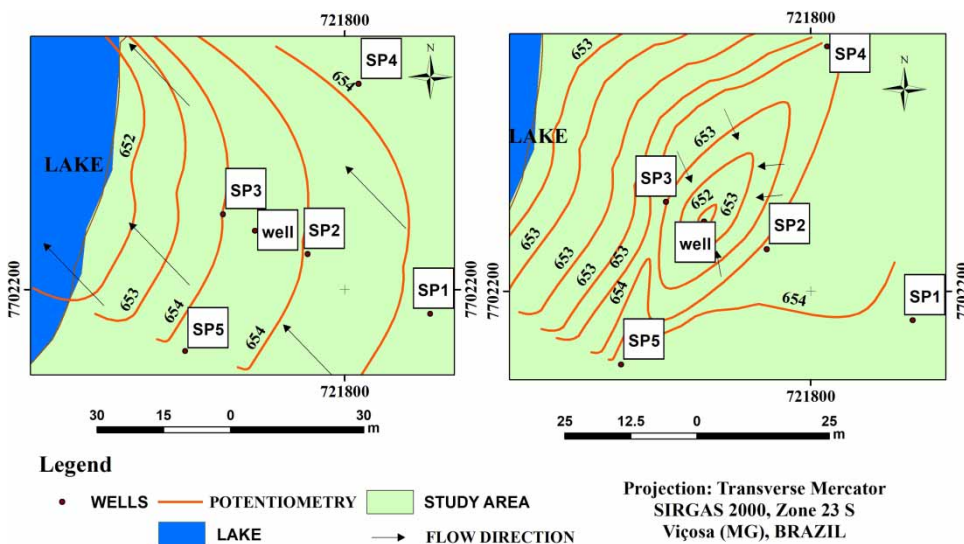 721800
721800
SP4
N
654
652
LAKE
SP3
well
SP2
SP1
653
654
654
SP5
7702200
7702200
721800
30 15 0 30
m
653
653
SP4
N
LAKE
653
SP3
652
653
well
SP2
653
653
653
653
654
654
SP1
SP5
7702200
7702200
721800
25 12.5 0 25
m
Legend
WELLS
POTENTIOMETRY
STUDY AREA
LAKE
FLOW DIRECTION
Projection: Transverse Mercator
SIRGAS 2000, Zone 23 S
Viçosa (MG), BRAZIL